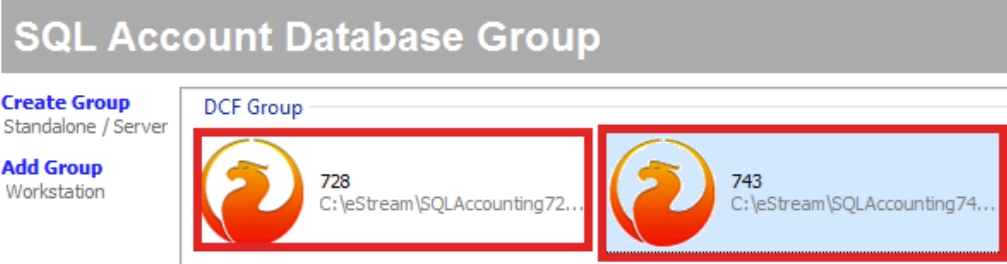 SQL Account Database Group
Create Group
Standalone / Server
Add Group
Workstation
DCF Group
728
C:\eStream\SQLAccounting72...
743
C:\eStream\SQLAccounting74...